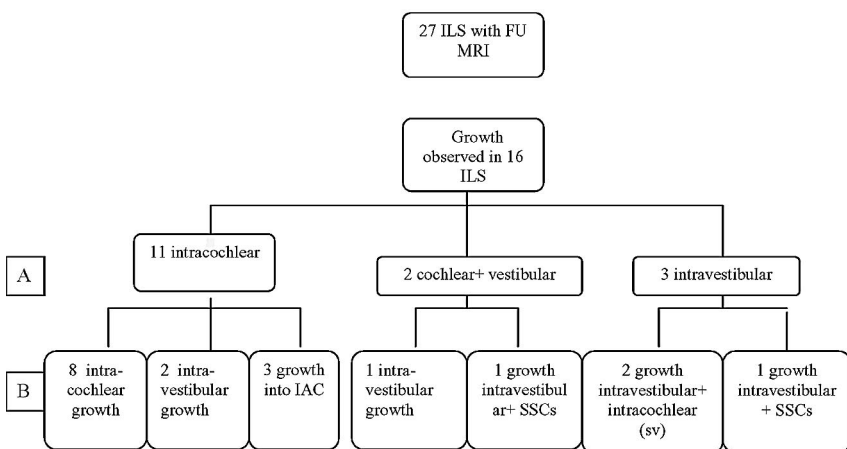 27 ILS with FU
MRI
Growth
observed in 16
ILS
A
11 intracochlear
2 cochlear+ vestibular
3 intravestibular
B
8 intra-
cochlear
growth
2 intra-
vestibular
growth
3 growth
into IAC
1 intra-
vestibular
growth
1 growth
intravestibul
ar+ SSCs
2 growth
intravestibular+
intracochlear
(sv)
1 growth
intravestibular
+ SSCs